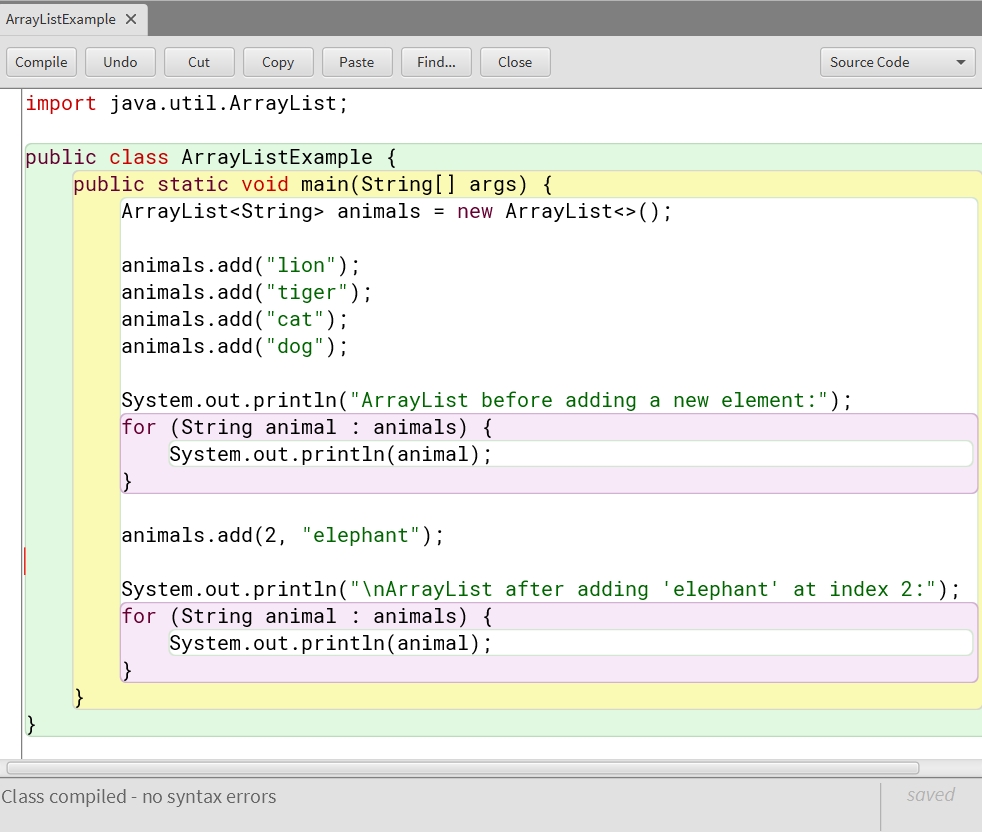 ArrayListExample ✕
Compile Undo Cut Copy Paste Find... Close Source Code
import java.util.ArrayList;
public class ArrayListExample {
public static void main(String[] args) {
ArrayList<String> animals = new ArrayList<>();
animals.add("lion");
animals.add("tiger");
animals.add("cat");
animals.add("dog");
System.out.println("ArrayList before adding a new element:");
for (String animal : animals) {
System.out.println(animal);
}
animals.add(2, "elephant");
System.out.println("\nArrayList after adding 'elephant' at index 2:");
for (String animal : animals) {
System.out.println(animal);
}
}
}
Class compiled - no syntax errors
saved